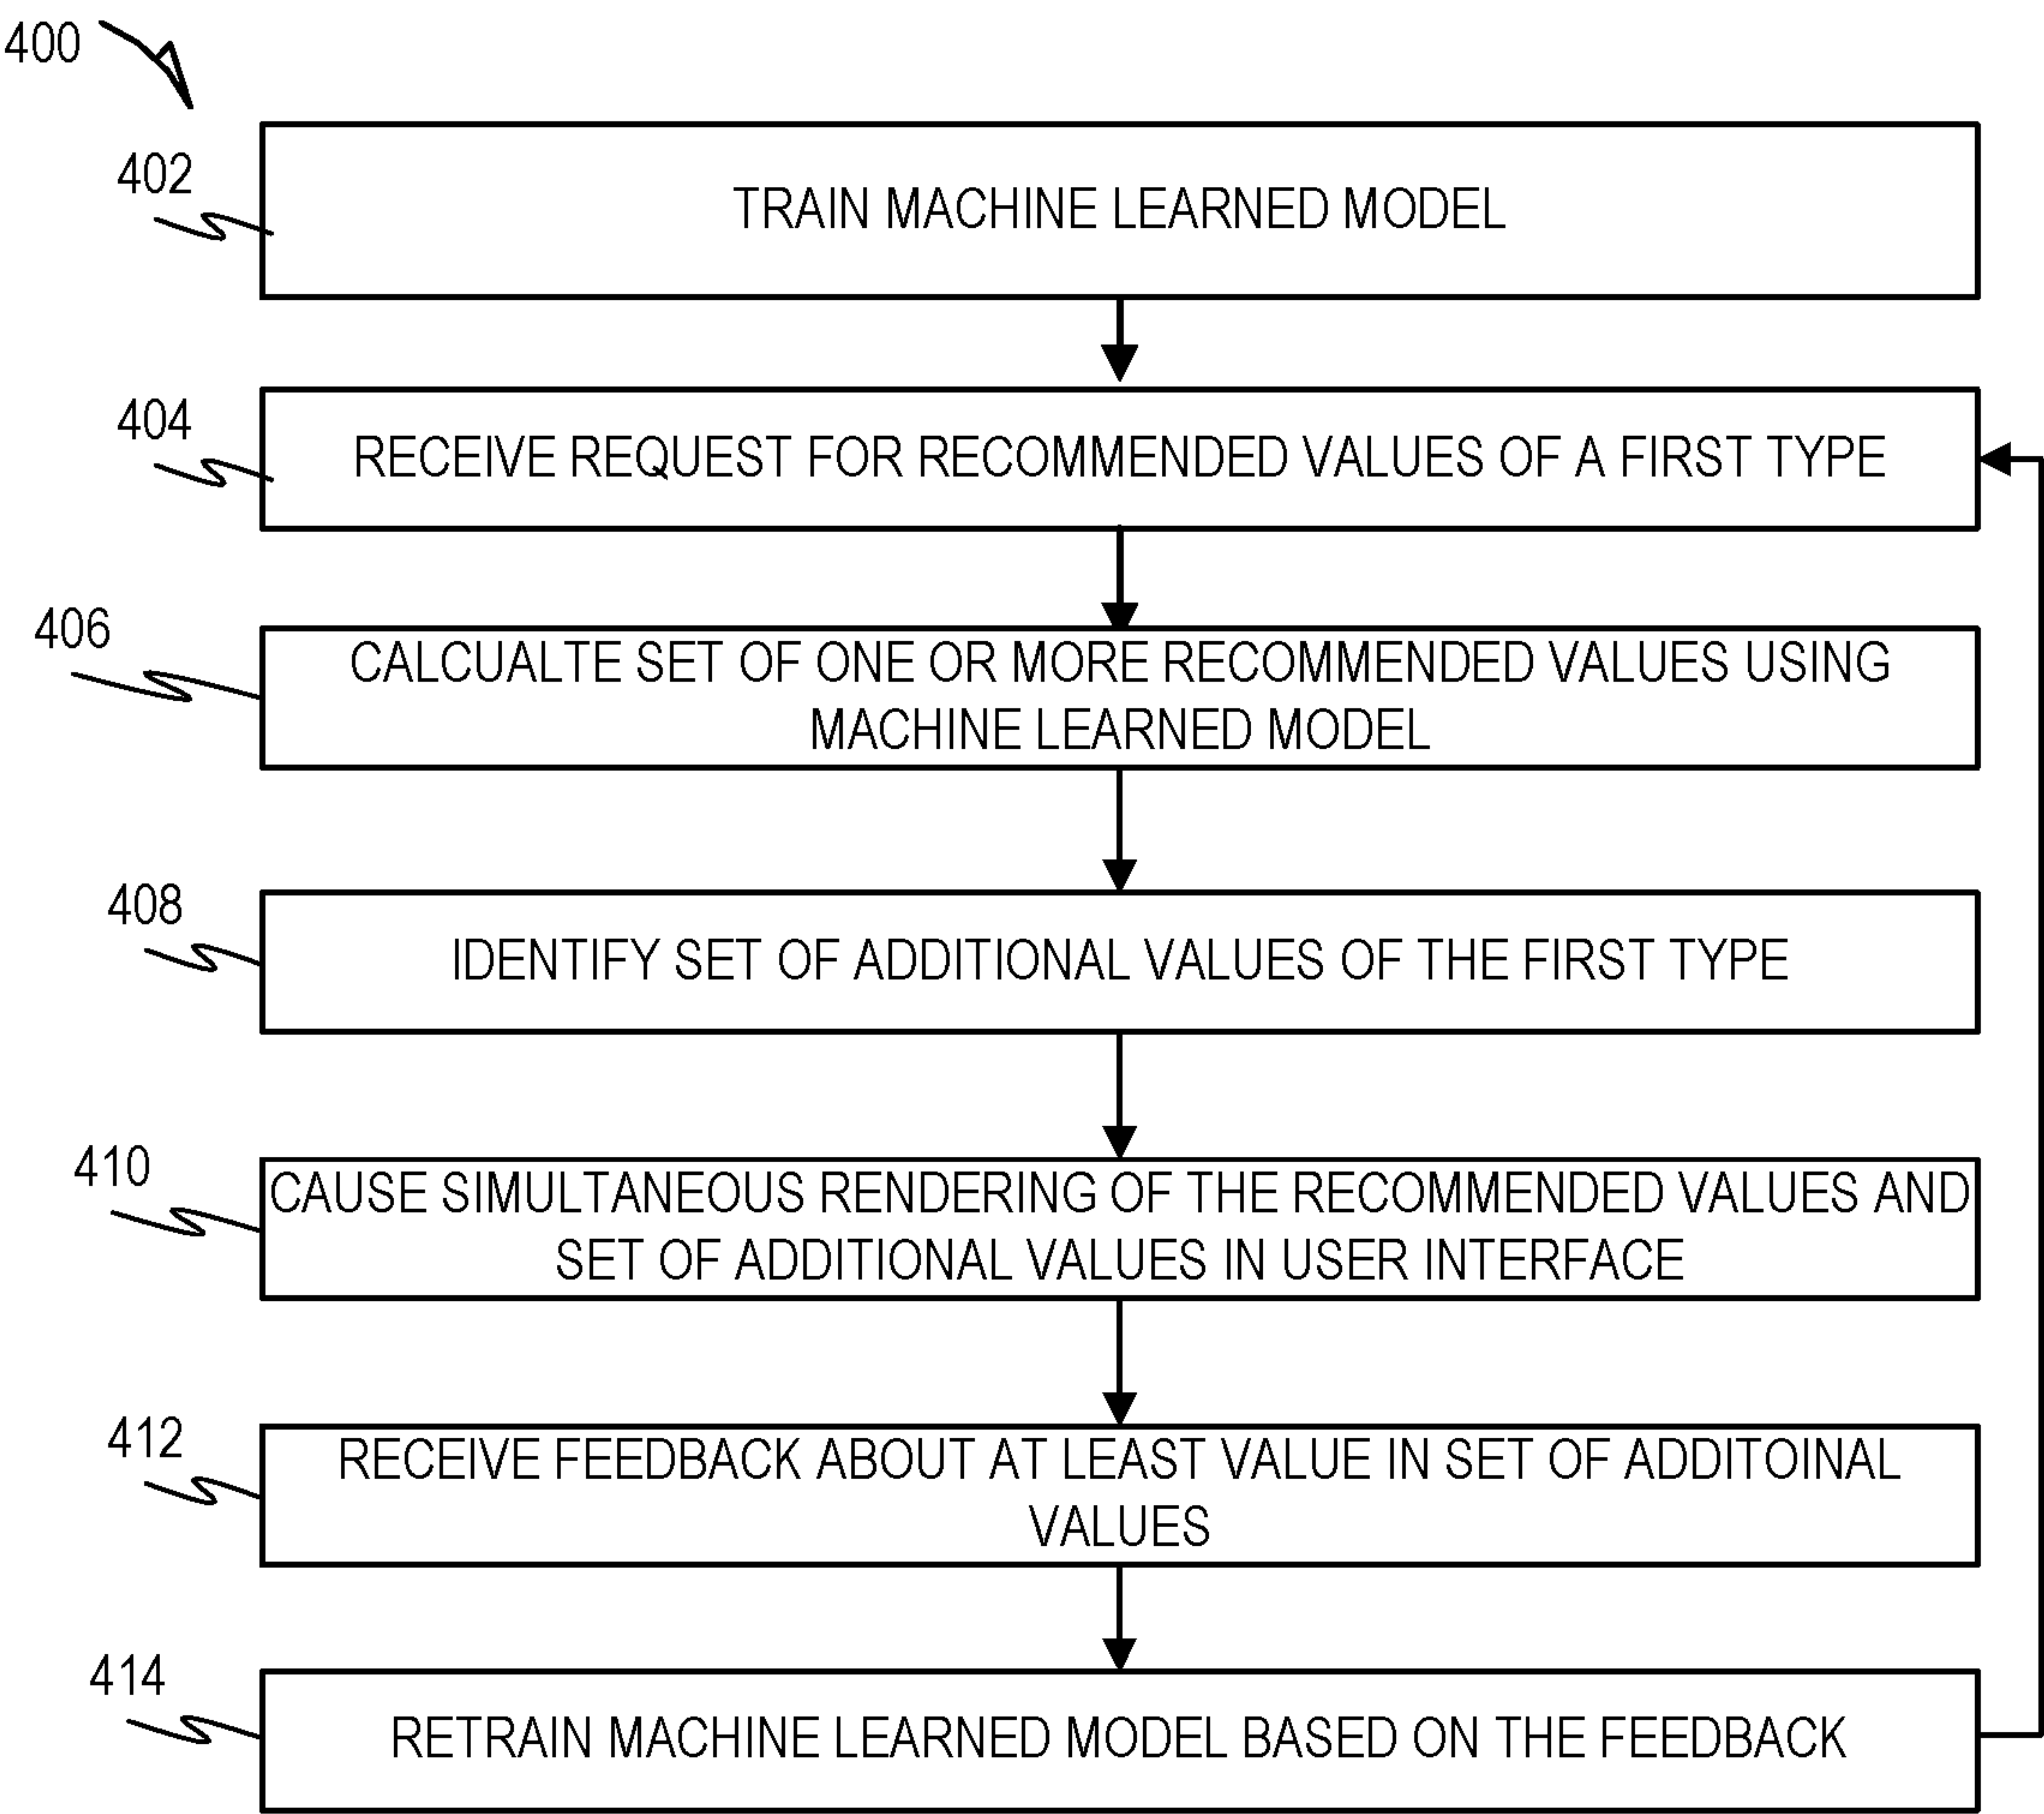 400
402
TRAIN MACHINE LEARNED MODEL
404
RECEIVE REQUEST FOR RECOMMENDED VALUES OF A FIRST TYPE
406
CALCUALTE SET OF ONE OR MORE RECOMMENDED VALUES USING
MACHINE LEARNED MODEL
408
IDENTIFY SET OF ADDITIONAL VALUES OF THE FIRST TYPE
410
CAUSE SIMULTANEOUS RENDERING OF THE RECOMMENDED VALUES AND
SET OF ADDITIONAL VALUES IN USER INTERFACE
412
RECEIVE FEEDBACK ABOUT AT LEAST VALUE IN SET OF ADDITOINAL
VALUES
414
RETRAIN MACHINE LEARNED MODEL BASED ON THE FEEDBACK